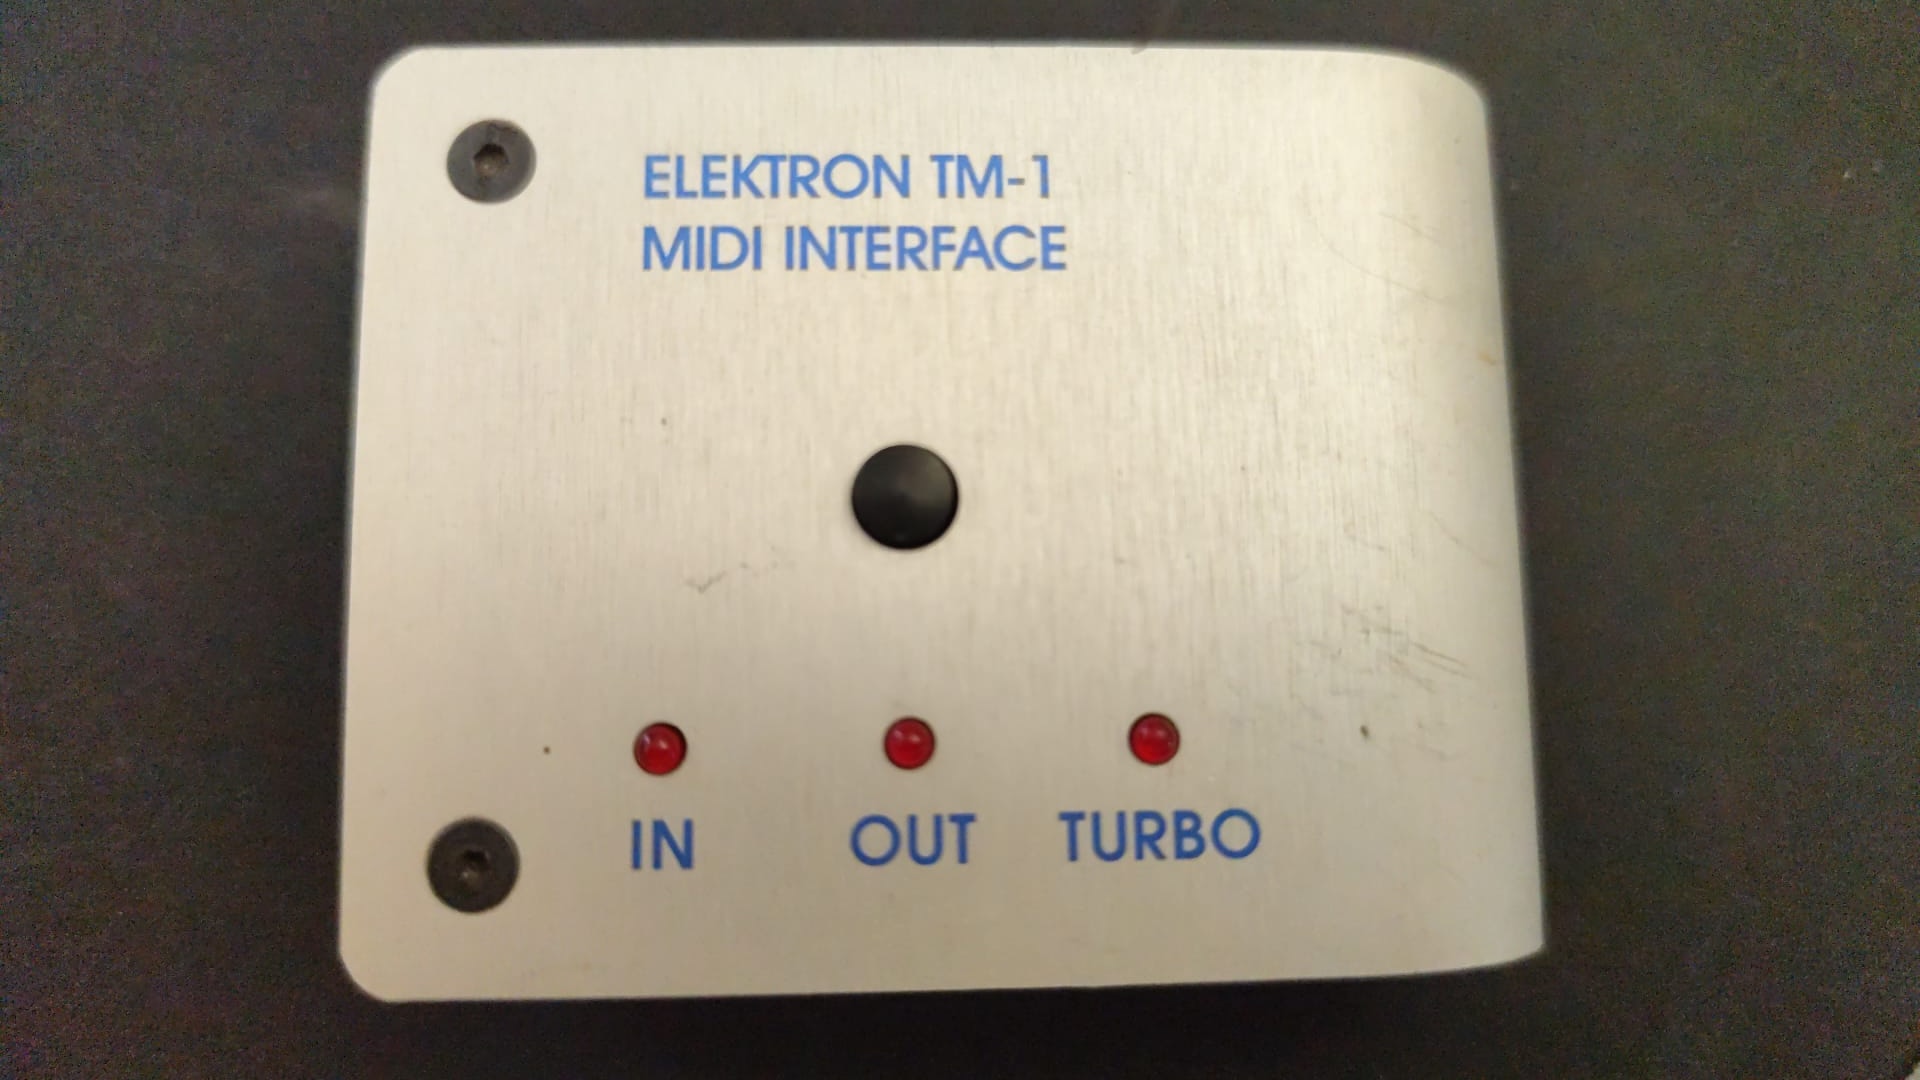 ELEKTRON TM-1
MIDI INTERFACE
IN OUT TURBO